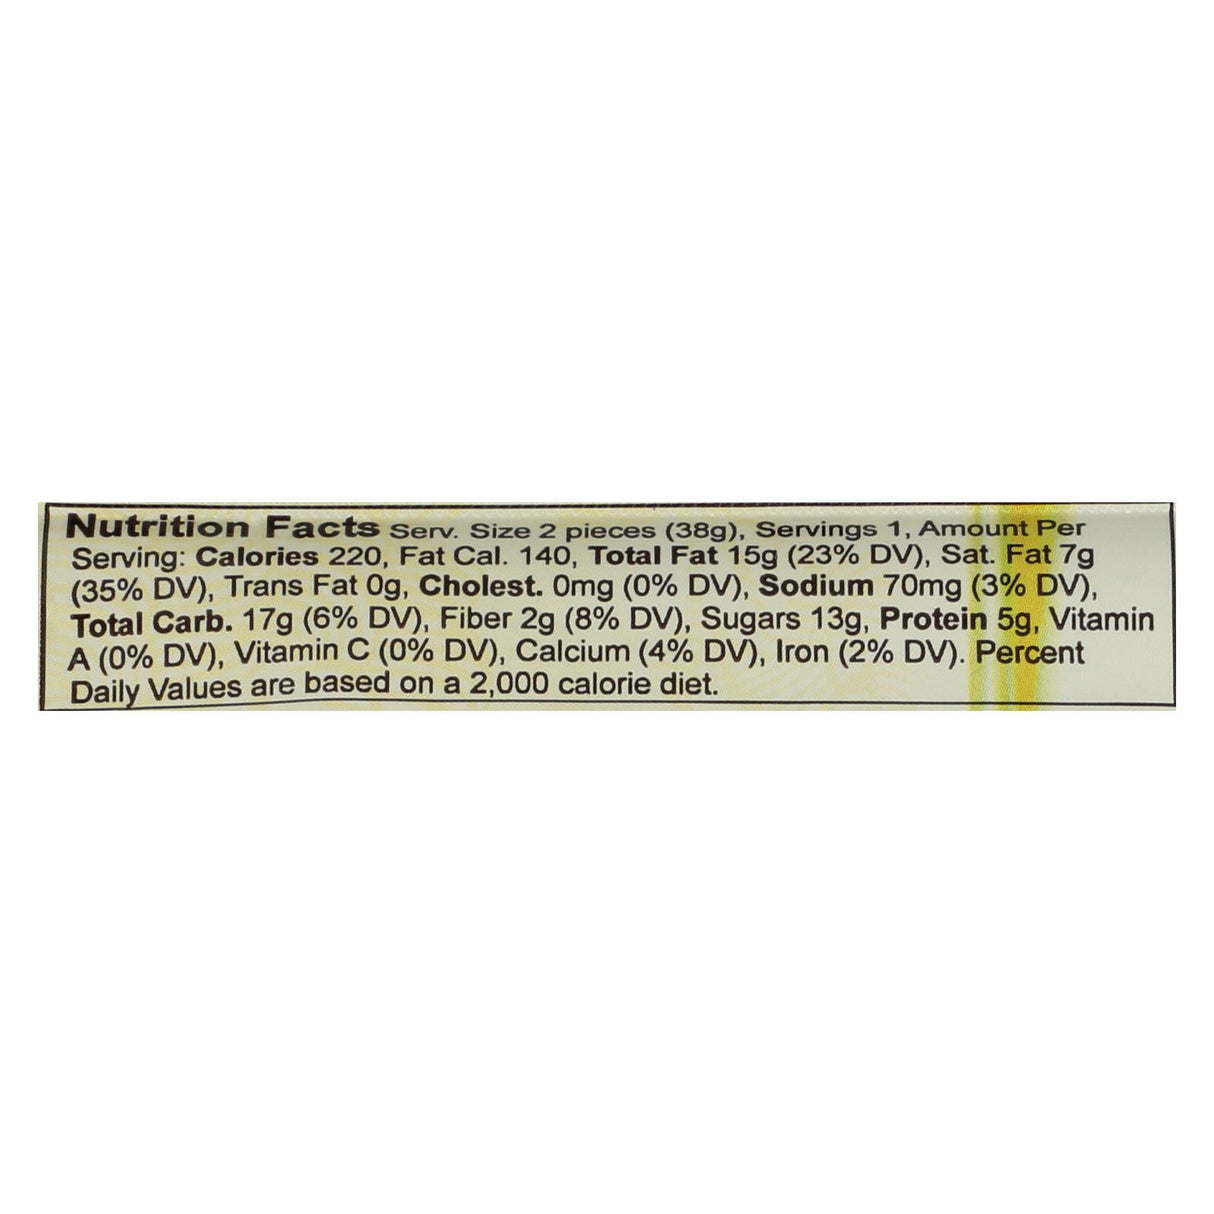 Nutrition Facts Serv. Size 2 pieces (38g), Servings 1, Amount Per
Serving: Calories 220, Fat Cal. 140, Total Fat 15g (23% DV), Sat. Fat 7g
(35% DV), Trans Fat 0g, Cholest. 0mg (0% DV), Sodium 70mg (3% DV),
Total Carb. 17g (6% DV), Fiber 2g (8% DV), Sugars 13g, Protein 5g, Vitamin
A (0% DV), Vitamin C (0% DV), Calcium (4% DV), Iron (2% DV). Percent
Daily Values are based on a 2,000 calorie diet.